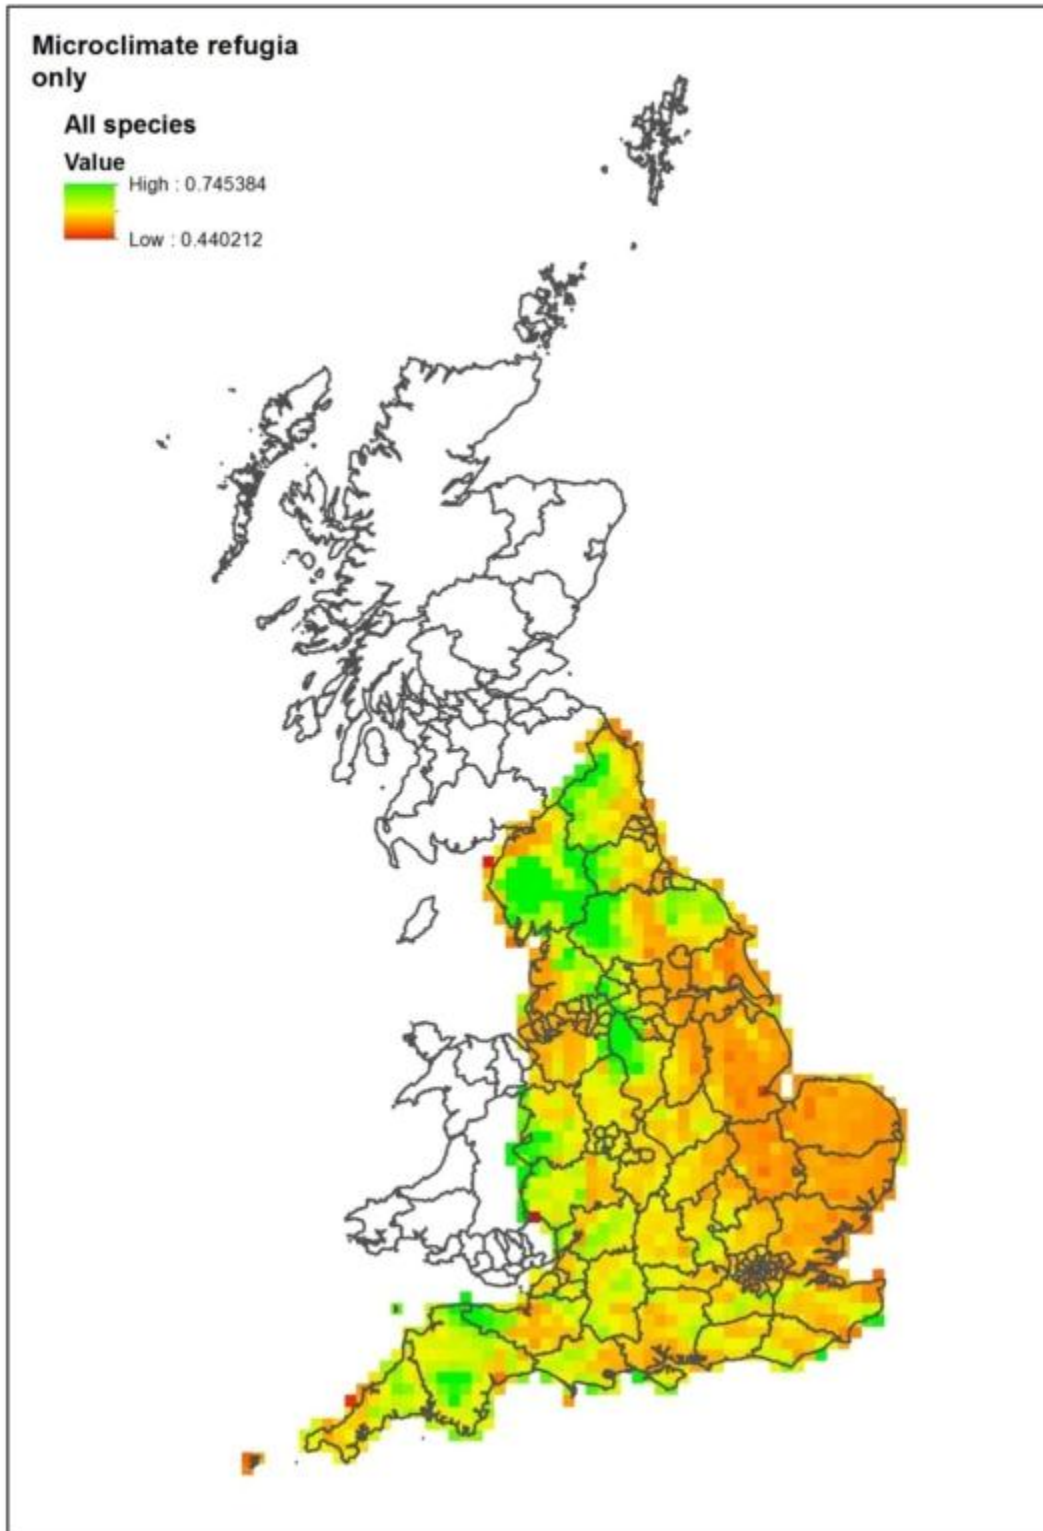 Microclimate refugia
only
All species
Value
High : 0.745384
Low : 0.440212